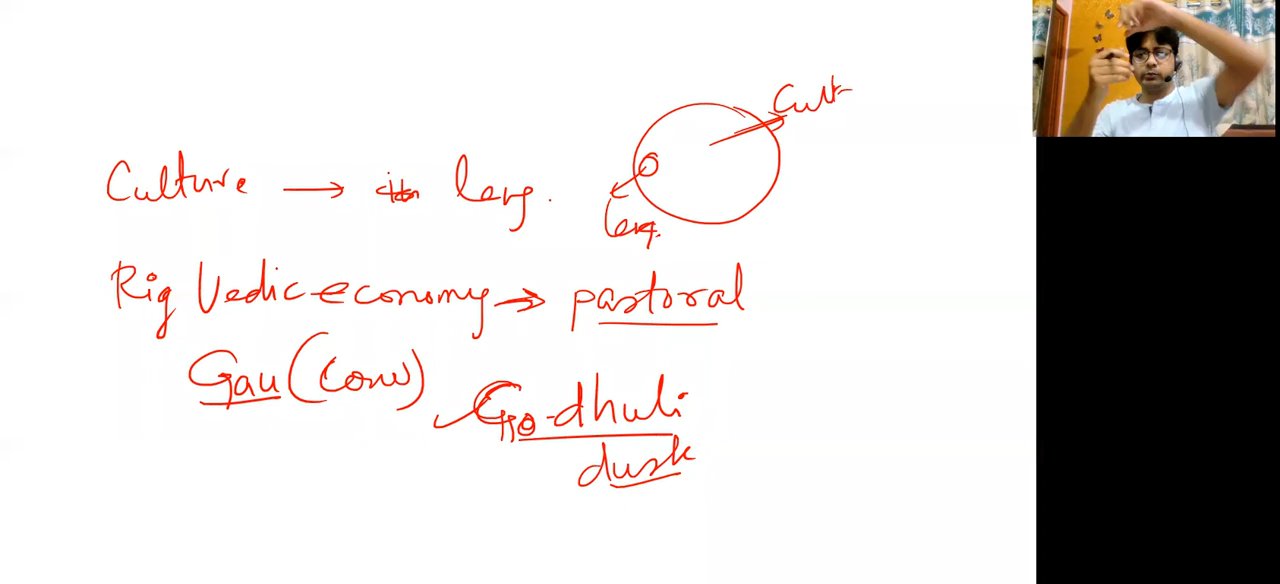 Cult
Culture → lang.
lang.
Rig Vedic economy → pastoral
Gau (Cow)
Go-dhuli
dusk